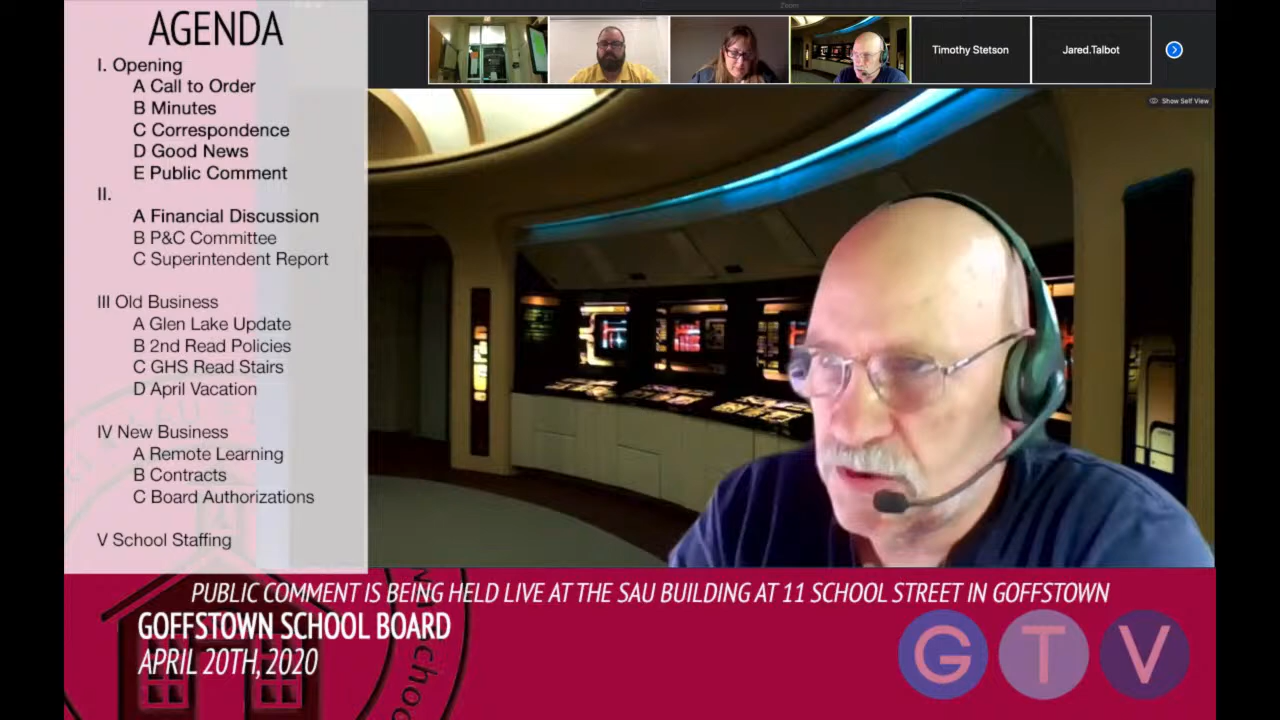 AGENDA
I. Opening
A Call to Order
B Minutes
C Correspondence
D Good News
E Public Comment
II.
A Financial Discussion
B P&C Committee
C Superintendent Report
III Old Business
A Glen Lake Update
B 2nd Read Policies
C GHS Read Stairs
D April Vacation
IV New Business
A Remote Learning
B Contracts
C Board Authorizations
V School Staffing
Zoom
Timothy Stetson
Jared.Talbot
Show Self View
PUBLIC COMMENT IS BEING HELD LIVE AT THE SAU BUILDING AT 11 SCHOOL STREET IN GOFFSTOWN
GOFFSTOWN SCHOOL BOARD
APRIL 20TH, 2020
G T V